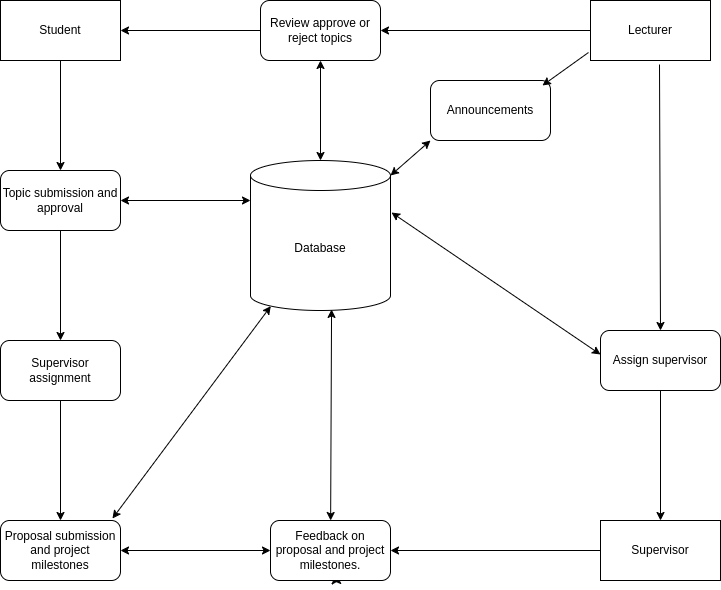 Student
Review approve or
reject topics
Lecturer
Announcements
Topic submission and
approval
Database
Supervisor
assignment
Assign supervisor
Proposal submission
and project
milestones
Feedback on
proposal and project
milestones.
Supervisor